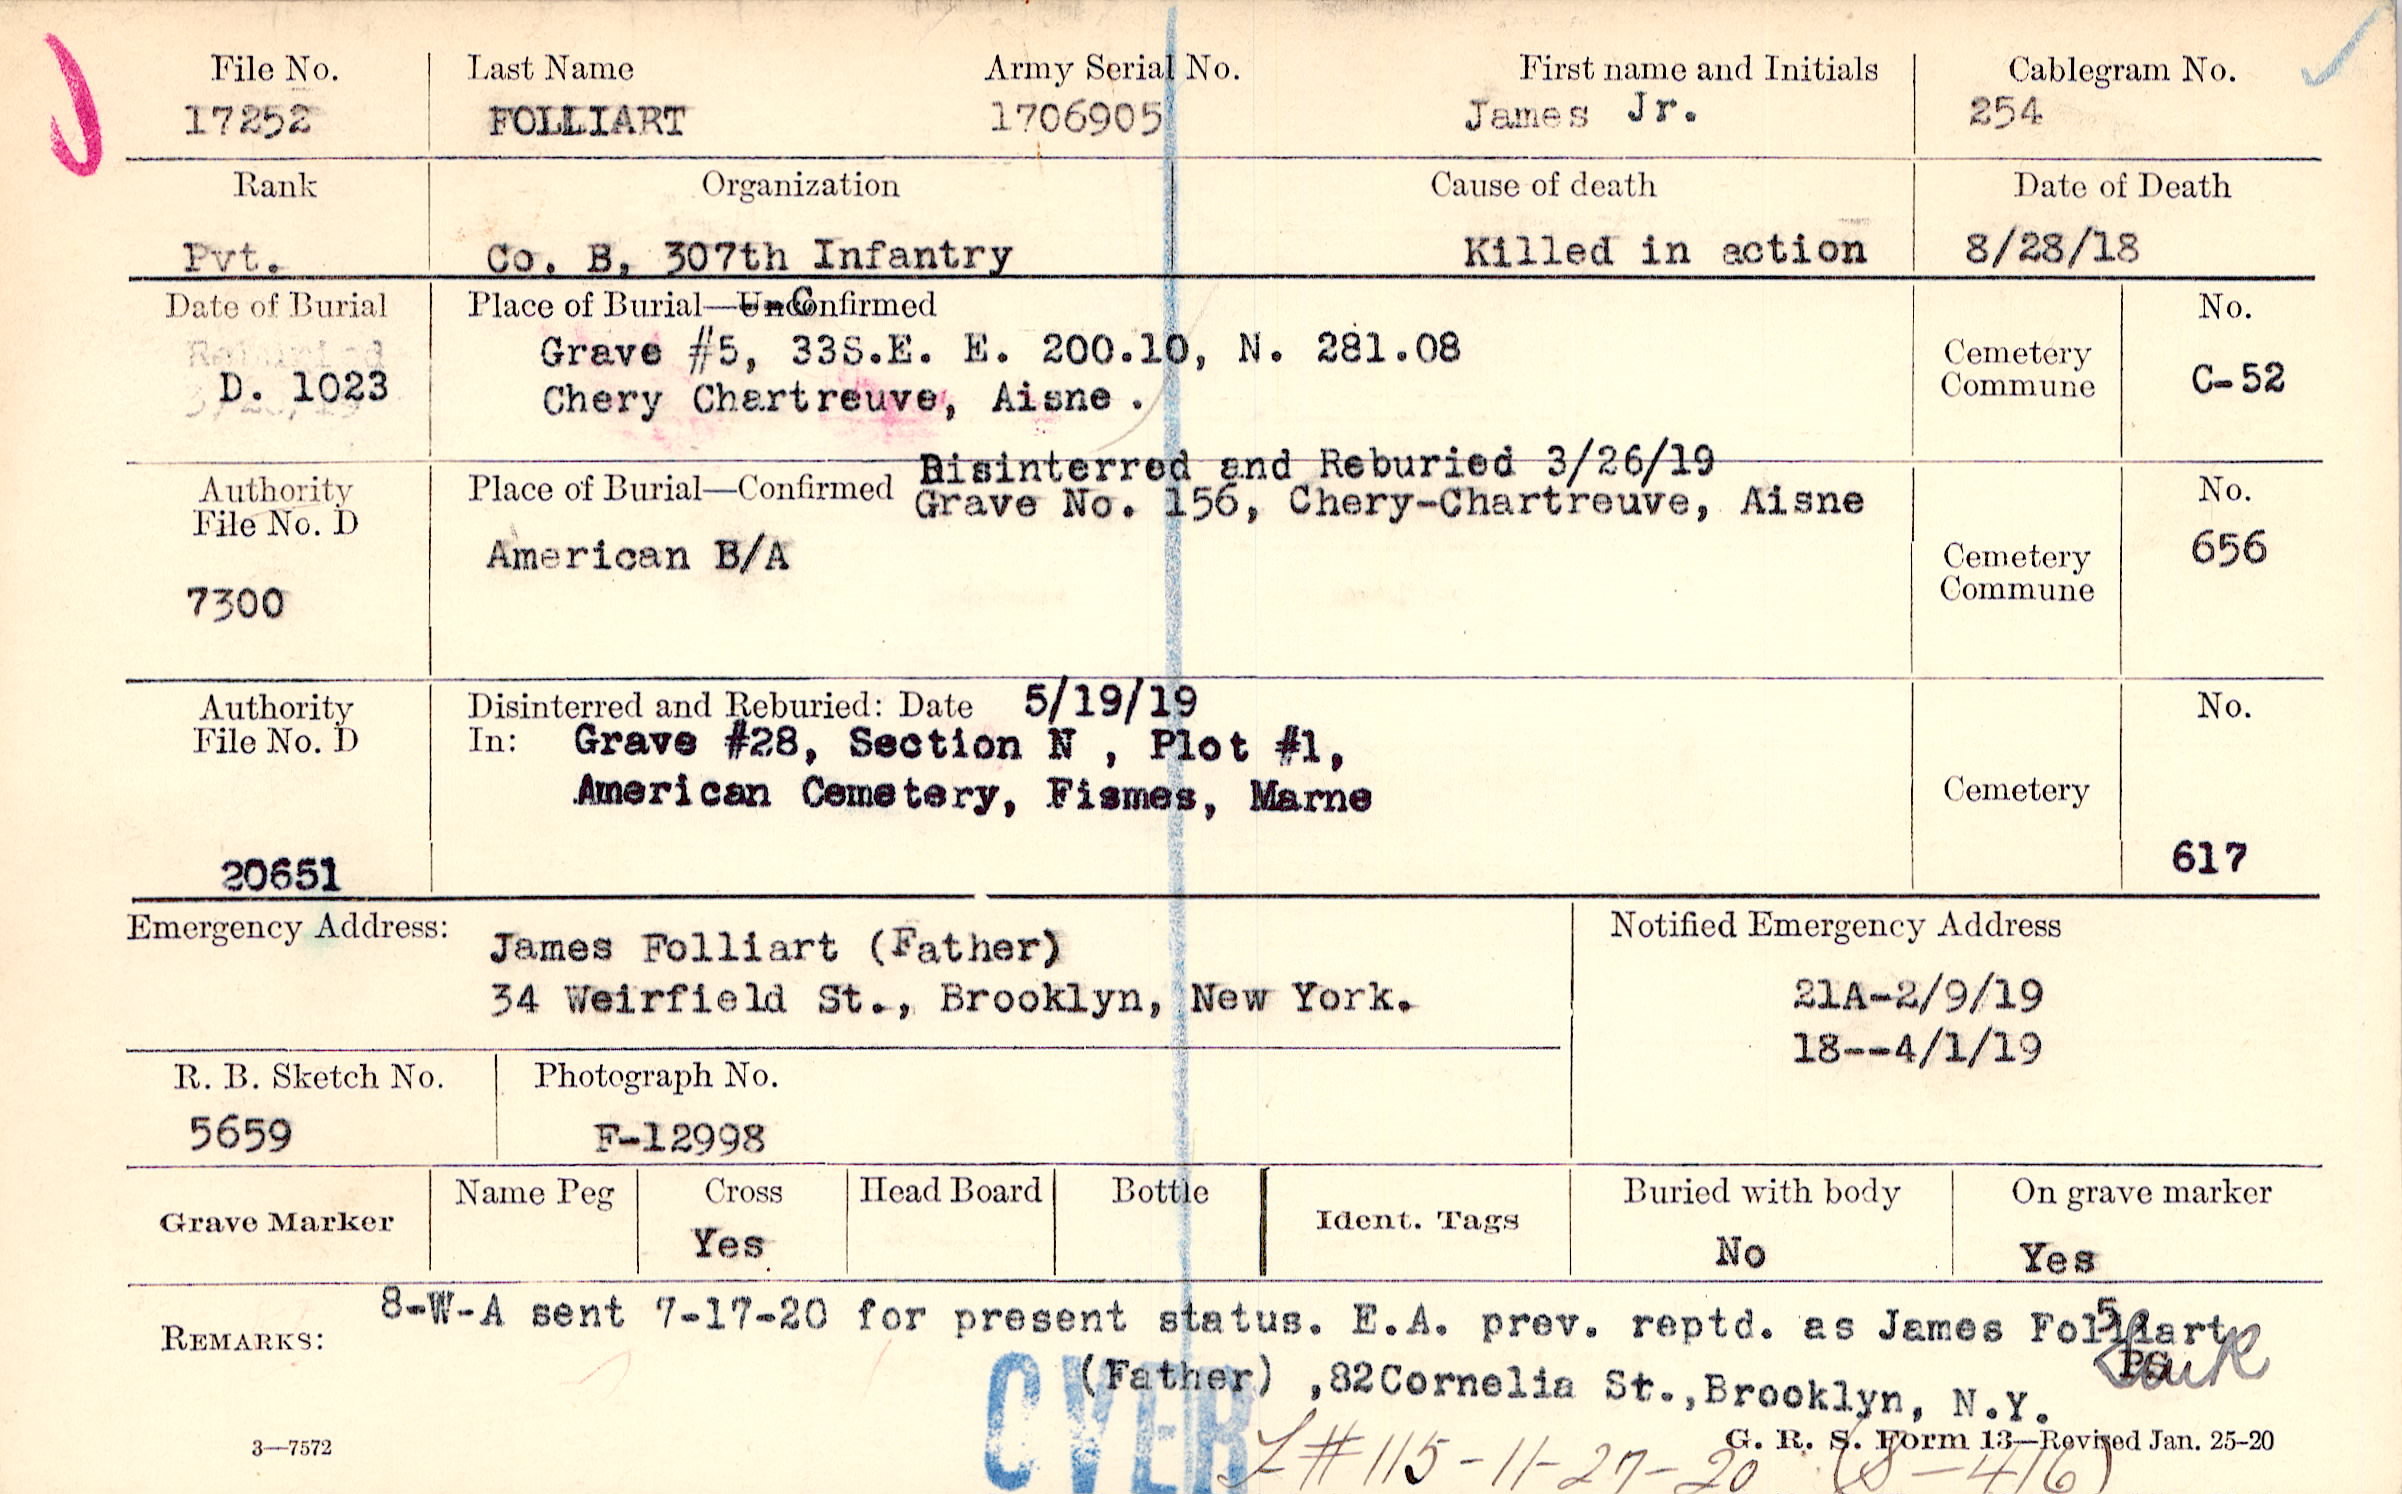 File No. Last Name Army Serial No. First name and Initials Cablegram No.
17252 FOLLIART 1706905 James Jr. 254
Rank Organization Cause of death Date of Death
Pvt. Co. B, 307th Infantry Killed in action 8/28/18
Date of Burial Place of Burial—UnConfirmed No.
Reburied
Grave #5, 33S.E. E. 200.10, N. 281.08
D. 1023 Chery Chartreuve, Aisne. Cemetery Commune C-52
Disinterred and Reburied 3/26/19
Authority File No. D Place of Burial—Confirmed No.
Grave No. 156, Chery-Chartreuve, Aisne
American B/A Cemetery Commune 656
7300
Authority File No. D Disinterred and Reburied: Date 5/19/19 No.
In: Grave #28, Section N , Plot #1,
American Cemetery, Fismes, Marne Cemetery
20651 617
Emergency Address: Notified Emergency Address
James Folliart (Father)
34 Weirfield St., Brooklyn, New York. 21A-2/9/19
18--4/1/19
R. B. Sketch No. Photograph No.
5659 F-12998
Grave Marker Name Peg Cross Head Board Bottle Ident. Tags Buried with body On grave marker
Yes No Yes
REMARKS: 8-W-A sent 7-17-20 for present status. E.A. prev. reptd. as James Folliart
(Father) ,82Cornelia St.,Brooklyn, N.Y.
OVER
3—7572 G. R. S. Form 13—Revised Jan. 25-20
L#115-11-27-20 (8-416)